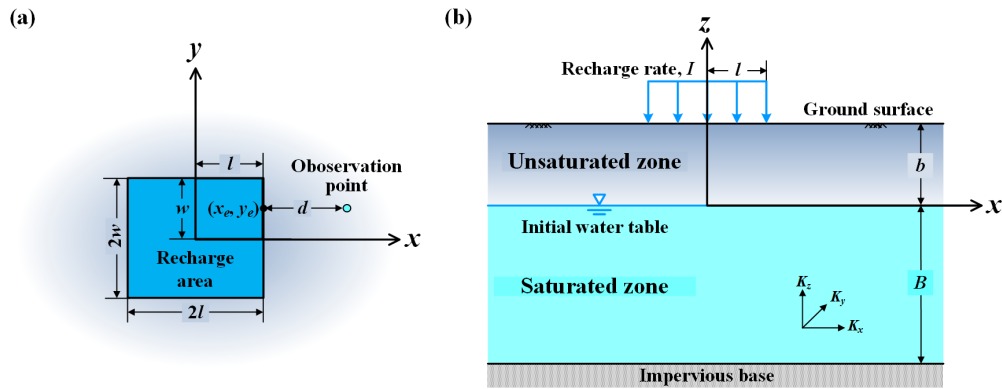 (a)
y
l
Oboservation
point
w
(xe, ye)
d
x
2w
Recharge
area
2l
(b)
z
Recharge rate, I
l
Ground surface
Unsaturated zone
b
x
Initial water table
Saturated zone
Kz
Ky
Kx
B
Impervious base